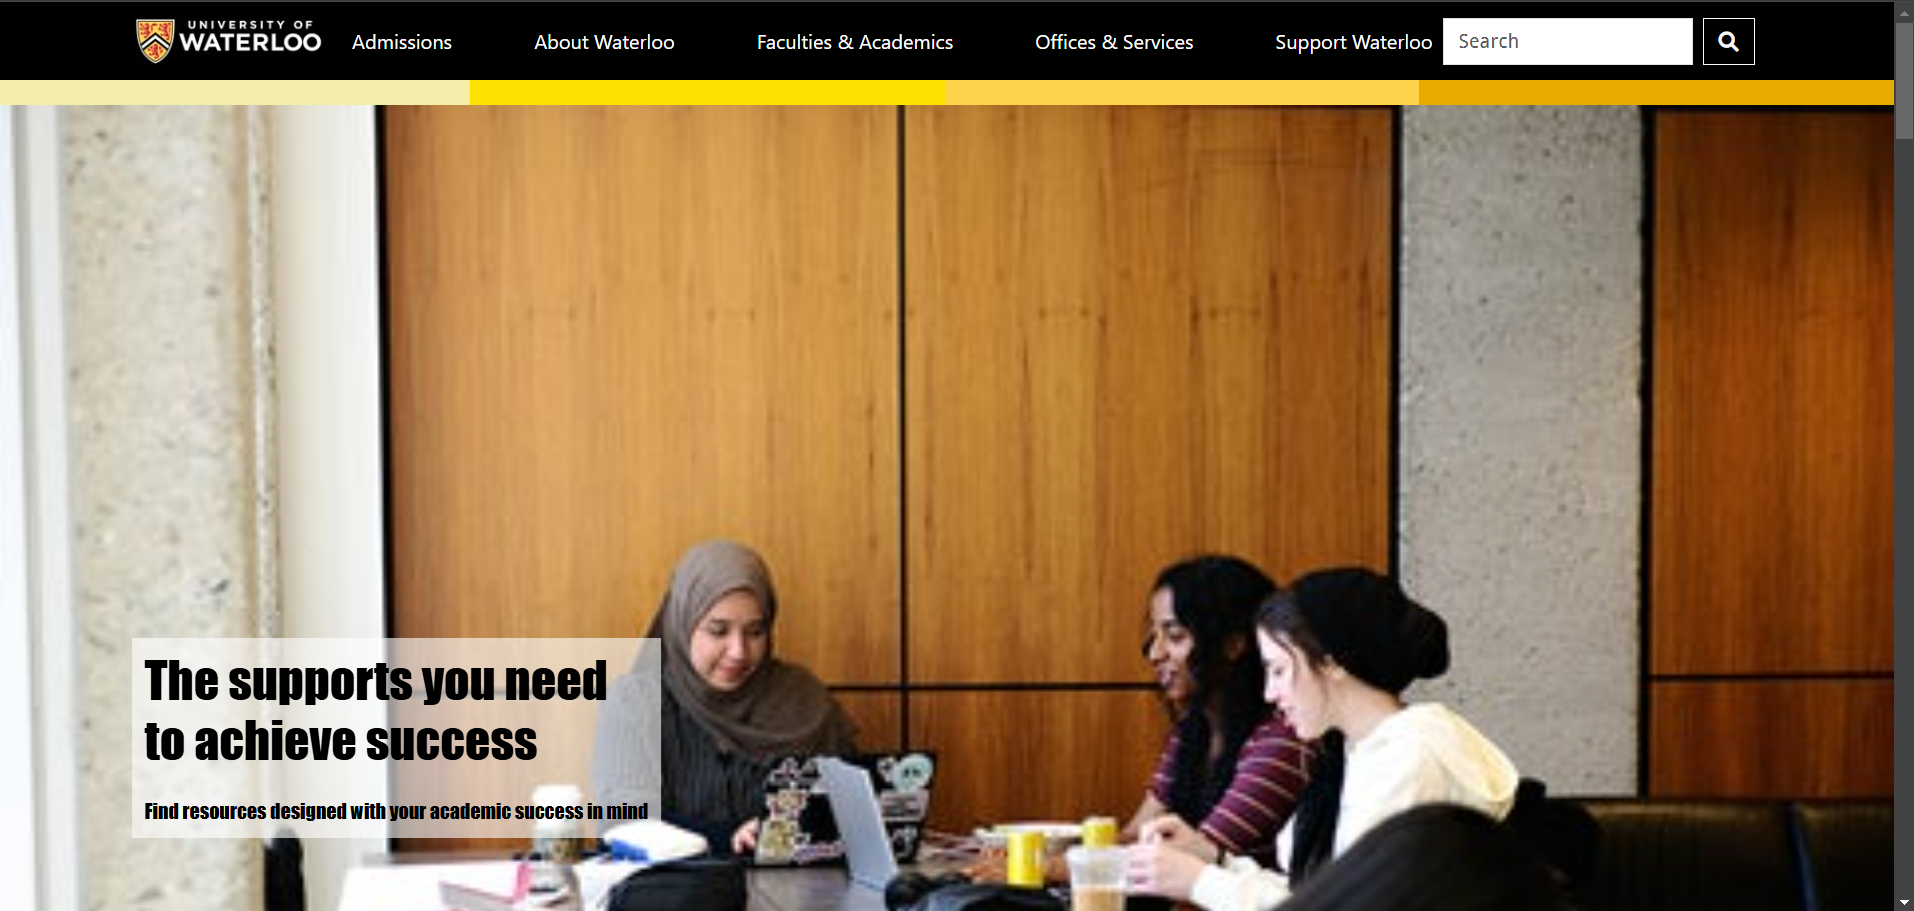 UNIVERSITY OF
WATERLOO
Admissions
About Waterloo
Faculties & Academics
Offices & Services
Support Waterloo
Search
The supports you need
to achieve success
Find resources designed with your academic success in mind